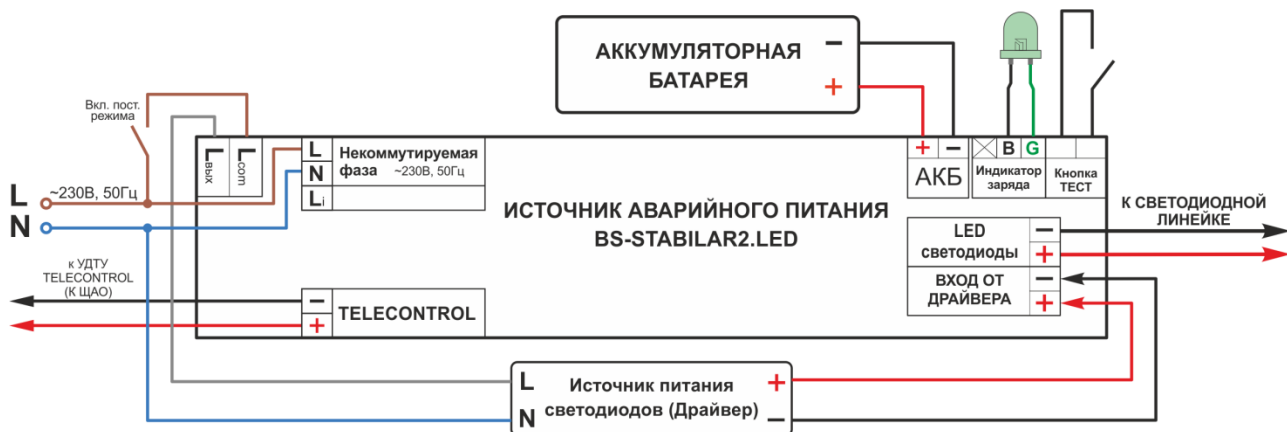 АККУМУЛЯТОРНАЯ
БАТАРЕЯ
−
+
Вкл. пост.
режима
Lвых
Lcom
L
N
Li
Некоммутируемая
фаза ~230В, 50Гц
+
−
АКБ
B
G
Индикатор
заряда
Кнопка
ТЕСТ
L
N
~230В, 50Гц
ИСТОЧНИК АВАРИЙНОГО ПИТАНИЯ
BS-STABILAR2.LED
LED
светодиоды
−
+
ВХОД ОТ
ДРАЙВЕРА
−
+
К СВЕТОДИОДНОЙ
ЛИНЕЙКЕ
к УДТУ
TELECONTROL
(К ЩАО)
−
+
TELECONTROL
L
N
Источник питания
светодиодов (Драйвер)
+
−